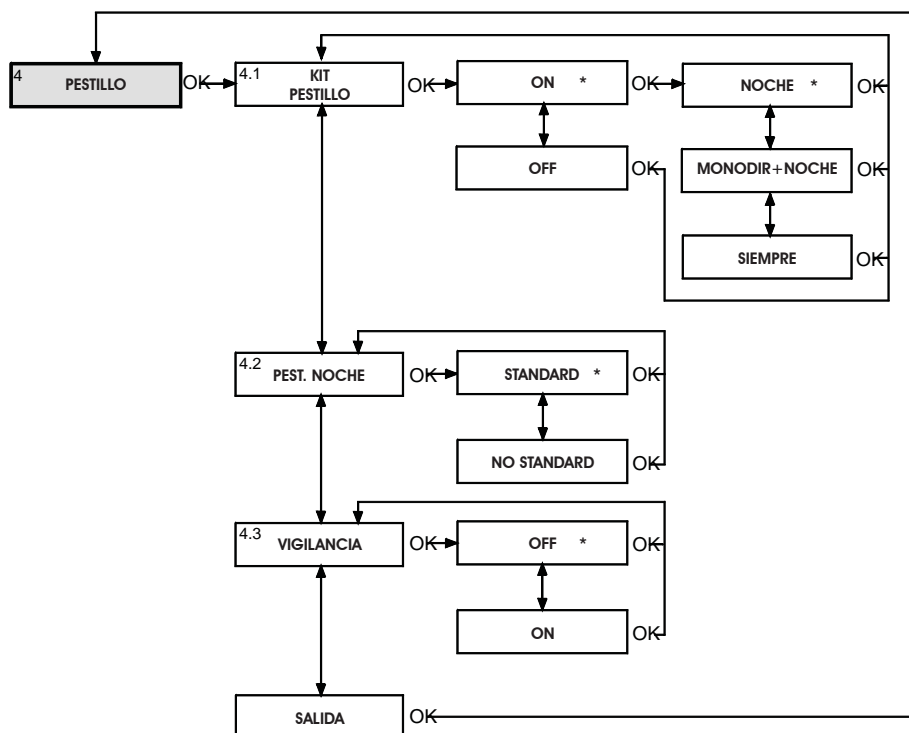 4 PESTILLO OK
4.1 KIT PESTILLO OK
ON * OK
NOCHE * OK
OFF OK
MONODIR+NOCHE OK
SIEMPRE OK
4.2 PEST. NOCHE OK
STANDARD * OK
NO STANDARD OK
4.3 VIGILANCIA OK
OFF * OK
ON OK
SALIDA OK